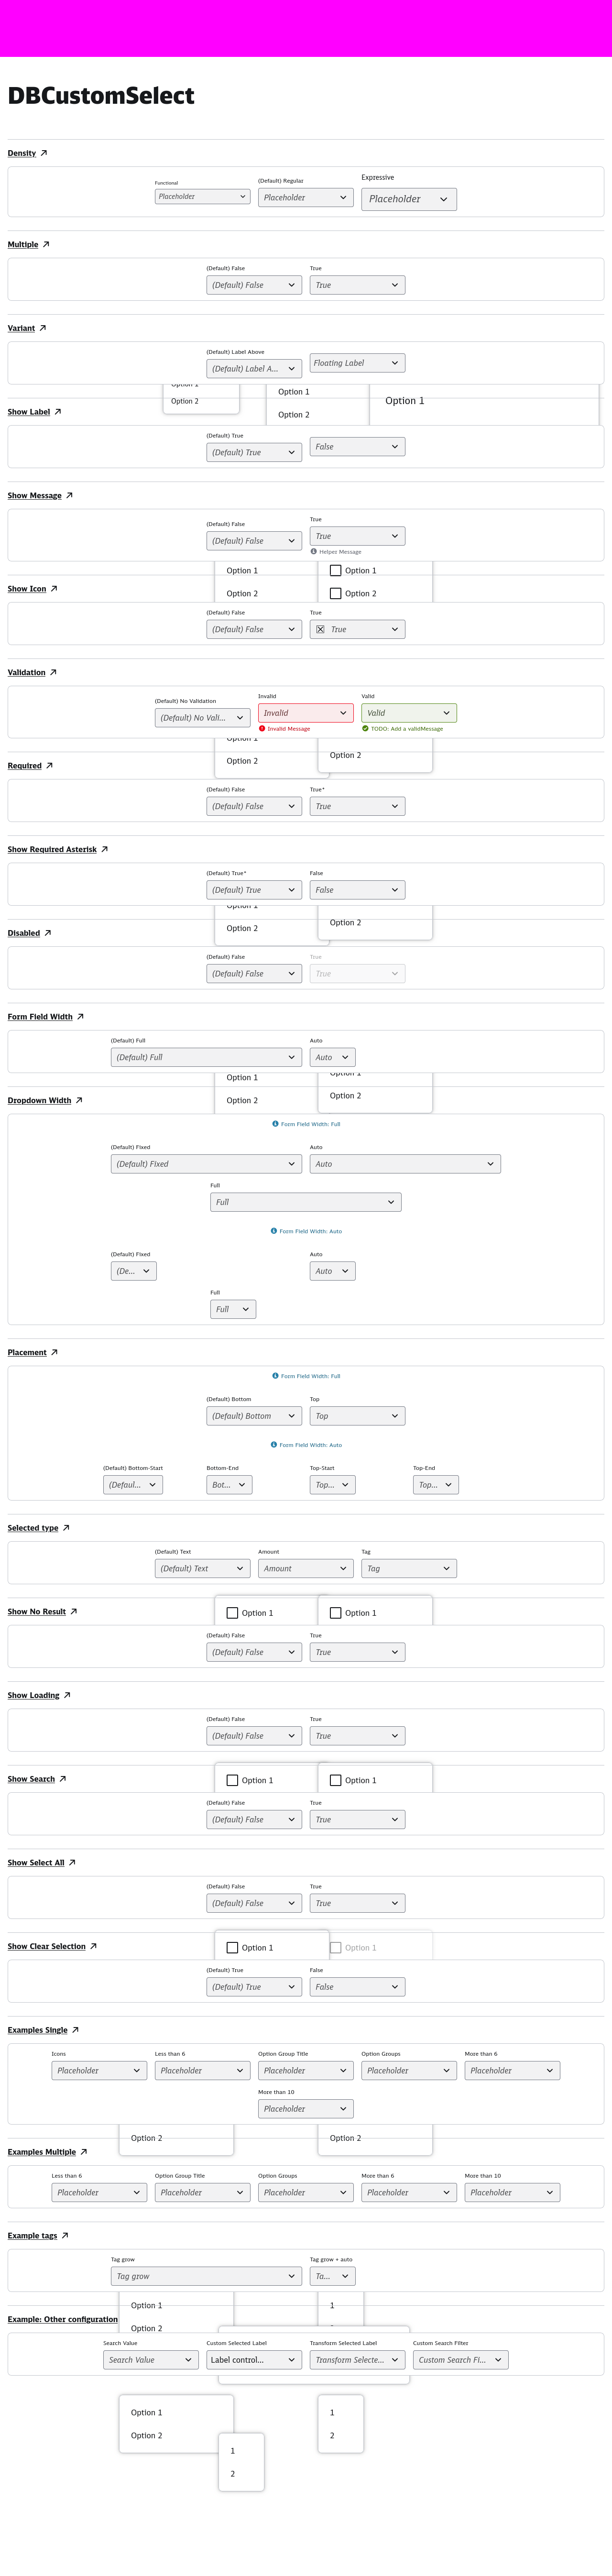 DBCustomSelect
Density
Functional (Default) Regular Expressive
Placeholder Placeholder Placeholder
Multiple
(Default) False True
(Default) False True
Variant
(Default) Label Above
(Default) Label A... Floating Label
Option 1 Option 1 Option 1
Option 2 Option 2
Show Label
(Default) True
(Default) True False
Show Message
(Default) False True
(Default) False True
Helper Message
Option 1 Option 1
Option 2 Option 2
Show Icon
(Default) False True
(Default) False True
Validation
(Default) No Validation Invalid Valid
(Default) No Vali... Invalid Valid
Invalid Message TODO: Add a validMessage
Option 1
Option 2 Option 2
Required
(Default) False True*
(Default) False True
Show Required Asterisk
(Default) True* False
(Default) True False
Option 1
Option 2 Option 2
Disabled
(Default) False True
(Default) False True
Form Field Width
(Default) Full Auto
(Default) Full Auto
Option 1 Option 1
Option 2 Option 2
Dropdown Width
Form Field Width: Full
(Default) Fixed Auto
(Default) Fixed Auto
Full
Full
Form Field Width: Auto
(Default) Fixed Auto
(De... Auto
Full
Full
Placement
Form Field Width: Full
(Default) Bottom Top
(Default) Bottom Top
Form Field Width: Auto
(Default) Bottom-Start Bottom-End Top-Start Top-End
(Defaul... Bot... Top... Top...
Selected type
(Default) Text Amount Tag
(Default) Text Amount Tag
Show No Result
Option 1 Option 1
(Default) False True
(Default) False True
Show Loading
(Default) False True
(Default) False True
Show Search
Option 1 Option 1
(Default) False True
(Default) False True
Show Select All
(Default) False True
(Default) False True
Show Clear Selection
Option 1 Option 1
(Default) True False
(Default) True False
Examples Single
Icons Less than 6 Option Group Title Option Groups More than 6
Placeholder Placeholder Placeholder Placeholder Placeholder
More than 10
Placeholder
Option 2 Option 2
Examples Multiple
Less than 6 Option Group Title Option Groups More than 6 More than 10
Placeholder Placeholder Placeholder Placeholder Placeholder
Example tags
Tag grow Tag grow + auto
Tag grow Ta...
Option 1 1
Option 2
Example: Other configuration
Search Value Custom Selected Label Transform Selected Label Custom Search Filter
Search Value Label control... Transform Selecte... Custom Search Fi...
Option 1 1
Option 2 2
1
2